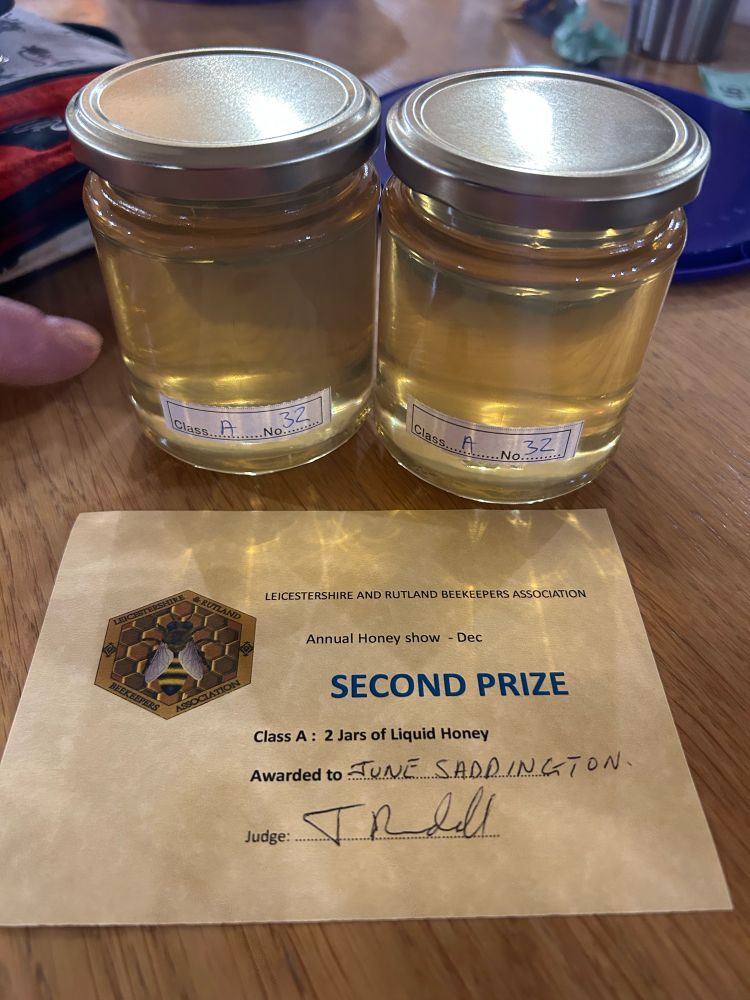 Class....A......No...32
Class....A......No...32
LEICESTERSHIRE & RUTLAND
BEEKEEPERS ASSOCIATION
LEICESTERSHIRE AND RUTLAND BEEKEEPERS ASSOCIATION
Annual Honey show - Dec
SECOND PRIZE
Class A : 2 Jars of Liquid Honey
Awarded to JUNE SADDINGTON.
Judge: